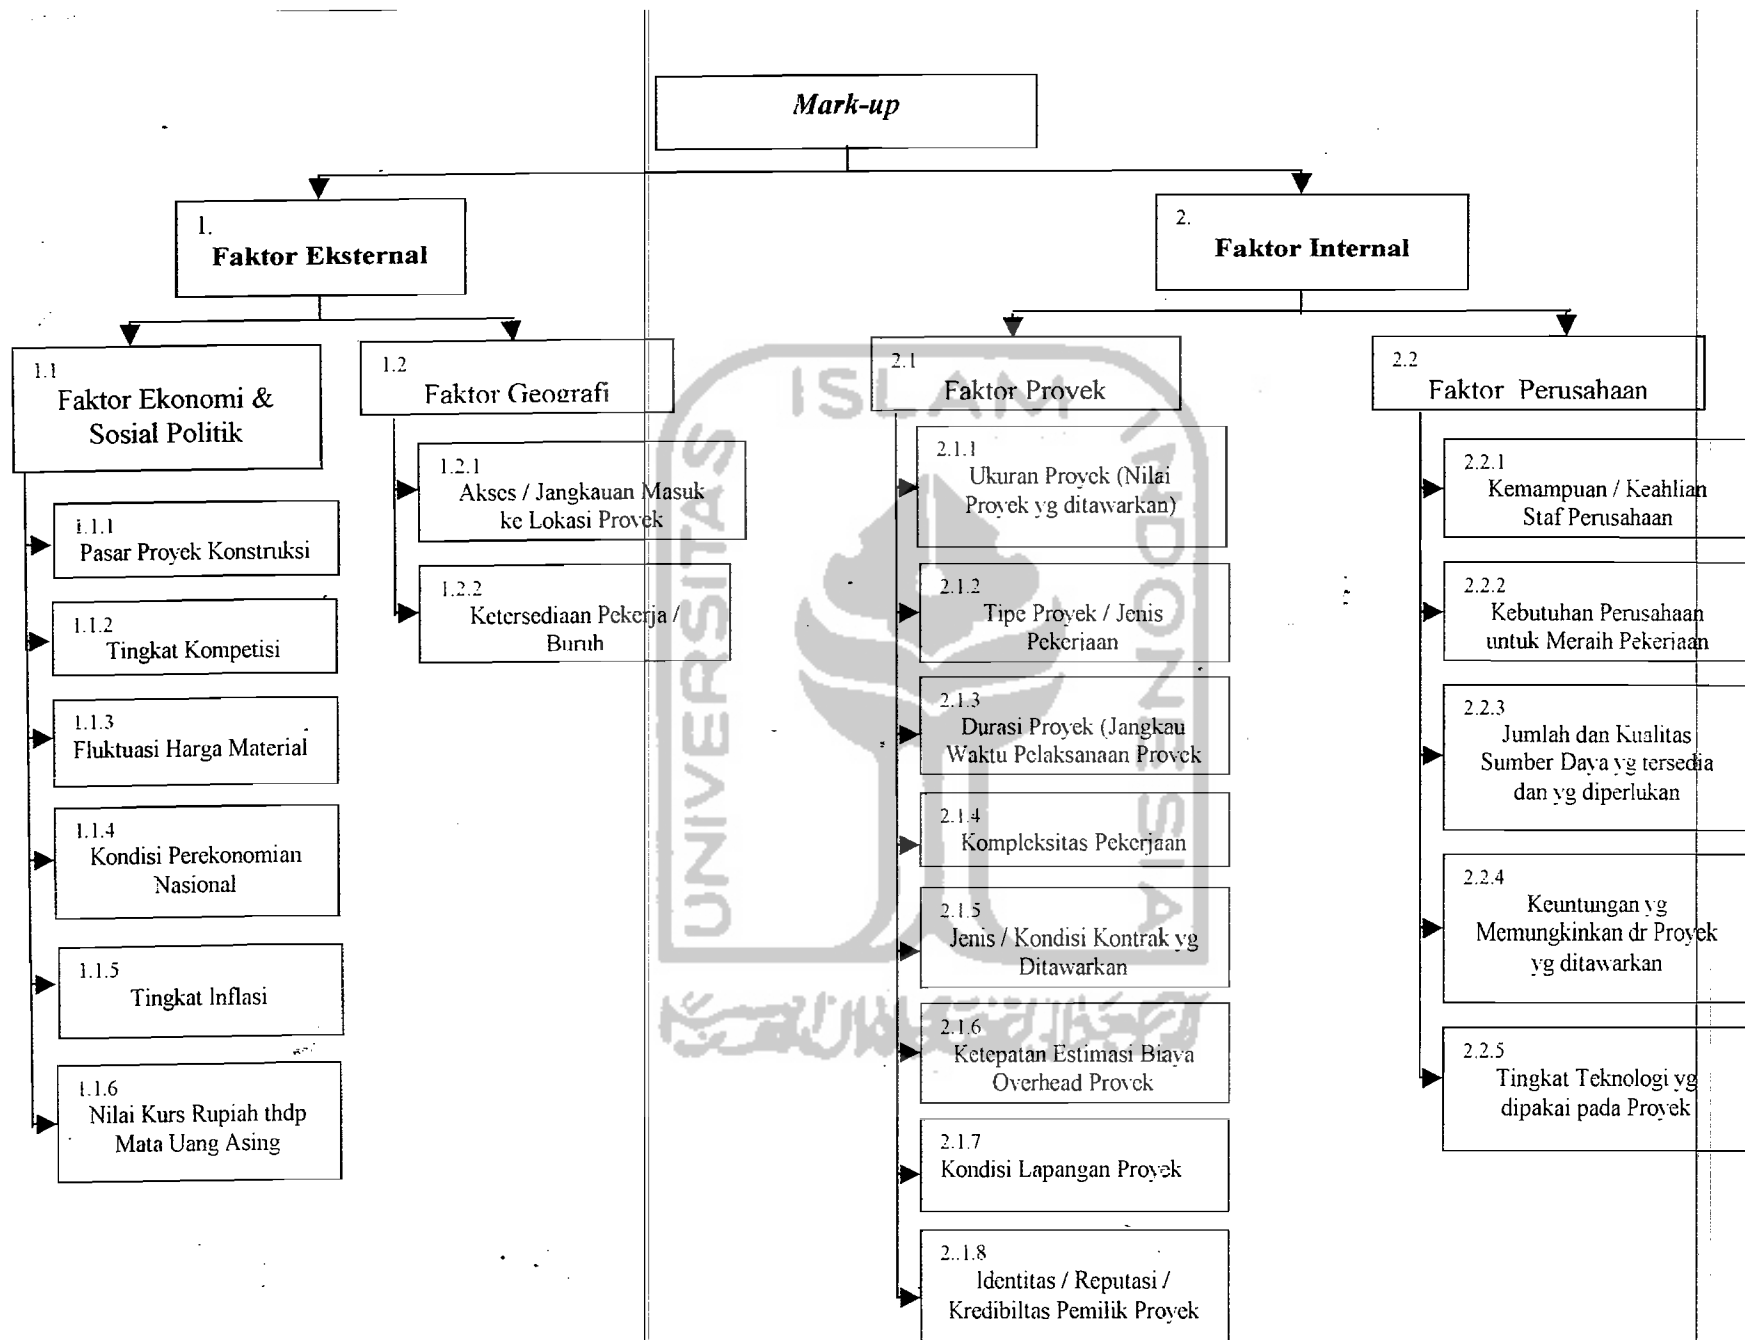 Mark-up
1.
Faktor Eksternal
2.
Faktor Internal
1.1
Faktor Ekonomi &
Sosial Politik
1.1.1
Pasar Proyek Konstruksi
1.1.2
Tingkat Kompetisi
1.1.3
Fluktuasi Harga Material
1.1.4
Kondisi Perekonomian
Nasional
1.1.5
Tingkat Inflasi
1.1.6
Nilai Kurs Rupiah thdp
Mata Uang Asing
1.2
Faktor Geografi
1.2.1
Akses / Jangkauan Masuk
ke Lokasi Proyek
1.2.2
Ketersediaan Pekerja /
Buruh
2.1
Faktor Proyek
2.1.1
Ukuran Proyek (Nilai
Proyek yg ditawarkan)
2.1.2
Tipe Proyek / Jenis
Pekerjaan
2.1.3
Durasi Proyek (Jangkau
Waktu Pelaksanaan Proyek
2.1.4
Kompleksitas Pekerjaan
2.1.5
Jenis / Kondisi Kontrak yg
Ditawarkan
2.1.6
Ketepatan Estimasi Biaya
Overhead Proyek
2.1.7
Kondisi Lapangan Proyek
2..1.8
Identitas / Reputasi /
Kredibiltas Pemilik Proyek
2.2
Faktor Perusahaan
2.2.1
Kemampuan / Keahlian
Staf Perusahaan
2.2.2
Kebutuhan Perusahaan
untuk Meraih Pekerjaan
2.2.3
Jumlah dan Kualitas
Sumber Daya yg tersedia
dan yg diperlukan
2.2.4
Keuntungan yg
Memungkinkan dr Proyek
yg ditawarkan
2.2.5
Tingkat Teknologi yg
dipakai pada Proyek
UNIVERSITAS
ISLAM
INDONESIA